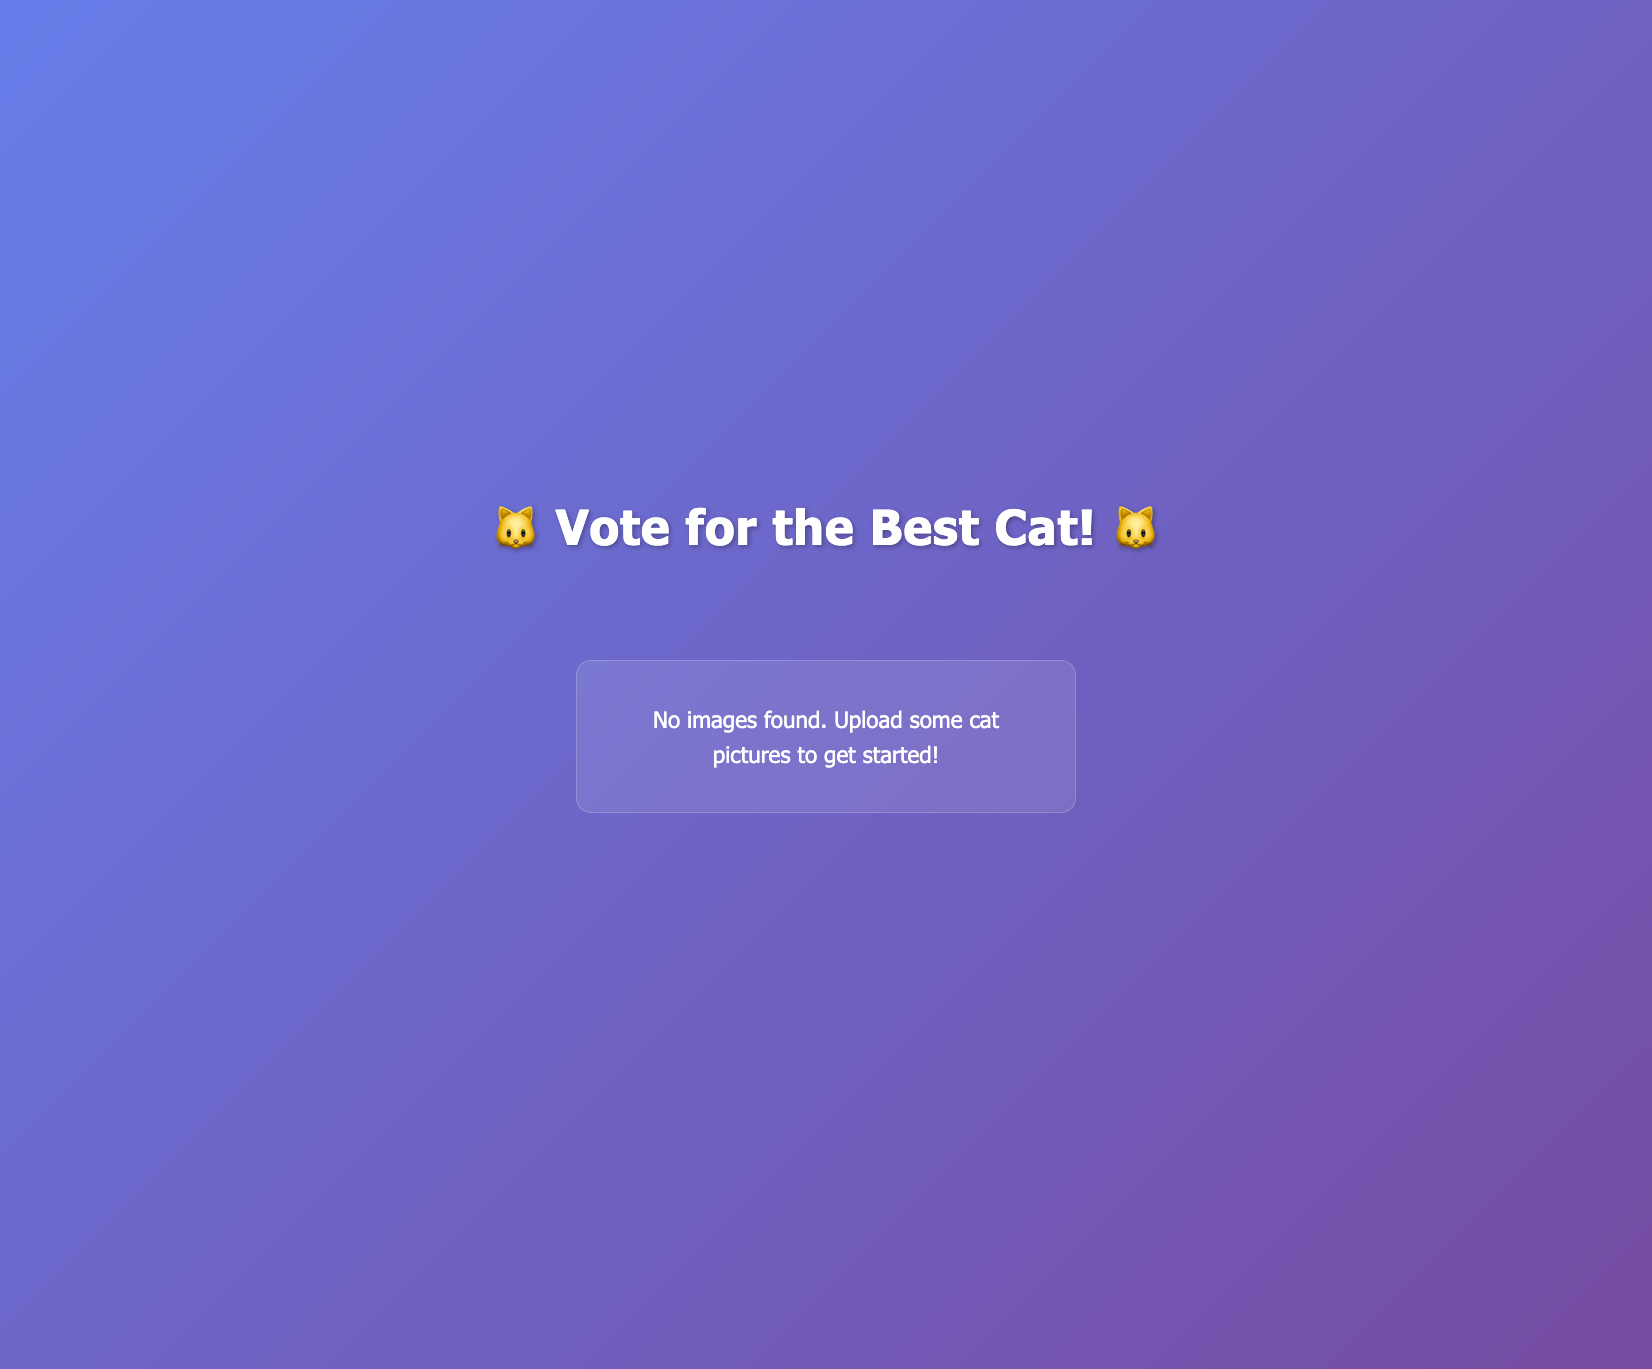 🐱 Vote for the Best Cat! 🐱
No images found. Upload some cat
pictures to get started!